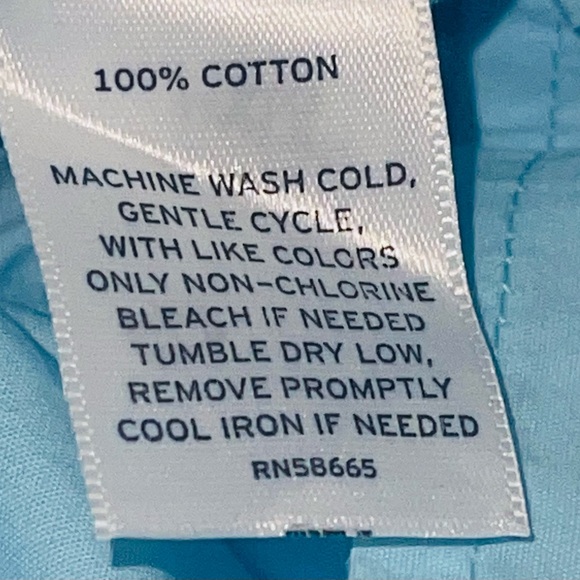 100% COTTON
MACHINE WASH COLD,
GENTLE CYCLE,
WITH LIKE COLORS
ONLY NON-CHLORINE
BLEACH IF NEEDED
TUMBLE DRY LOW,
REMOVE PROMPTLY
COOL IRON IF NEEDED
RN58665